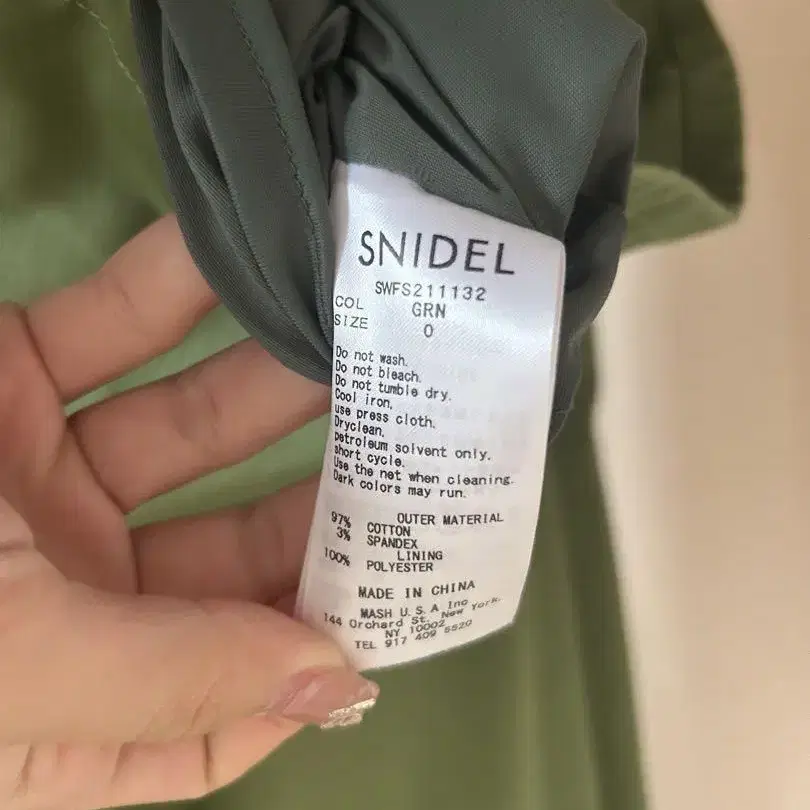 SNIDEL
SWFS211132
COL GRN
SIZE 0
Do not wash.
Do not bleach.
Do not tumble dry.
Cool iron.
use press cloth.
Dryclean.
petroleum solvent only.
short cycle.
Use the net when cleaning.
Dark colors may run.
OUTER MATERIAL
97% COTTON
3% SPANDEX
LINING
100% POLYESTER
MADE IN CHINA
MASH U.S.A Inc
144 Orchard St. New York.
NY 10002
TEL 917 409 5520